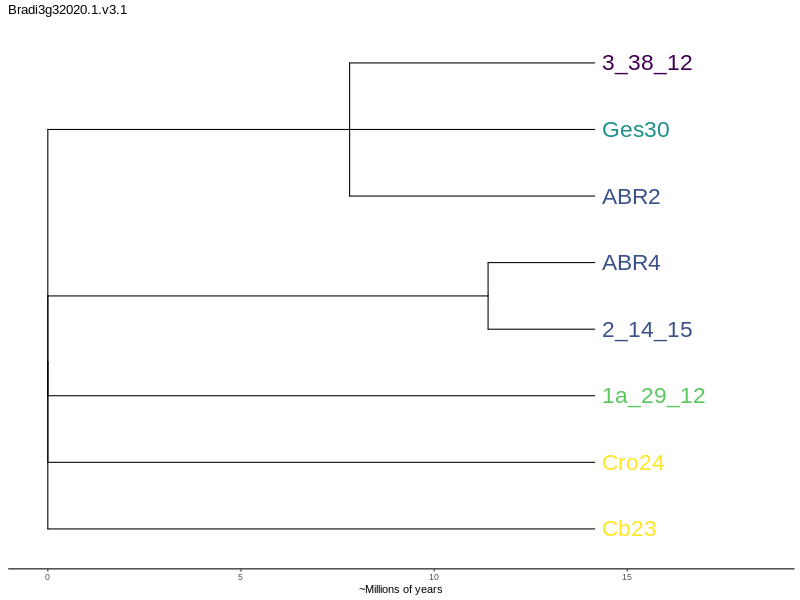 Bradi3g32020.1.v3.1
3_38_12
Ges30
ABR2
ABR4
2_14_15
1a_29_12
Cro24
Cb23
0 5 10 15
~Millions of years